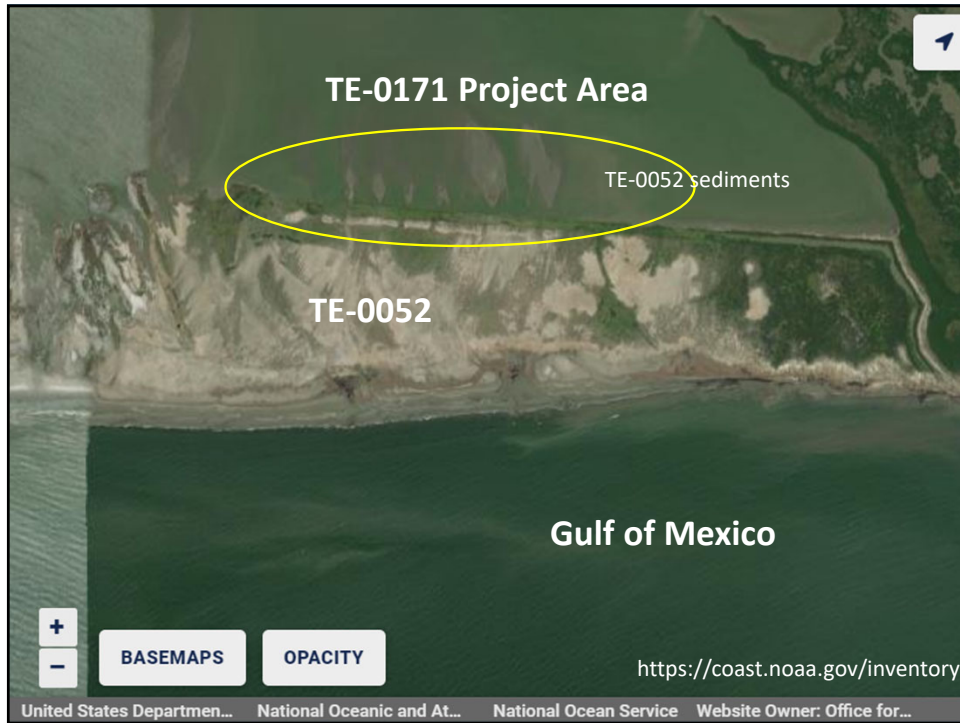 TE-0171 Project Area
TE-0052 sediments
TE-0052
Gulf of Mexico
+
−
BASEMAPS
OPACITY
https://coast.noaa.gov/inventory
United States Departmen... National Oceanic and At... National Ocean Service Website Owner: Office for...